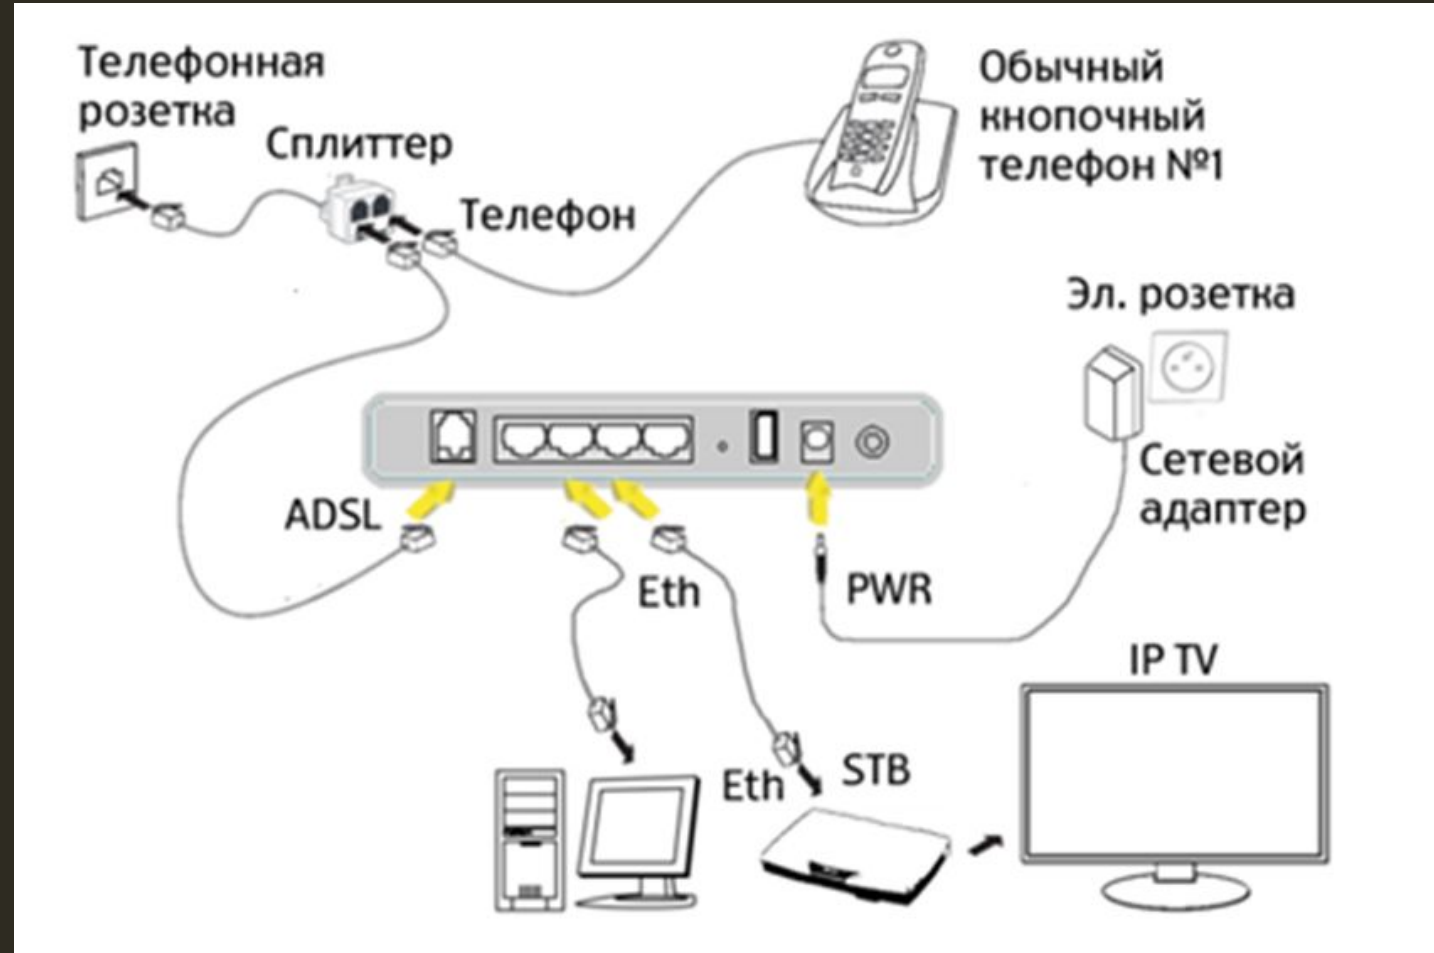 Телефонная
розетка
Сплиттер
Телефон
Обычный
кнопочный
телефон №1
Эл. розетка
Сетевой
адаптер
ADSL
Eth
PWR
IP TV
Eth
STB